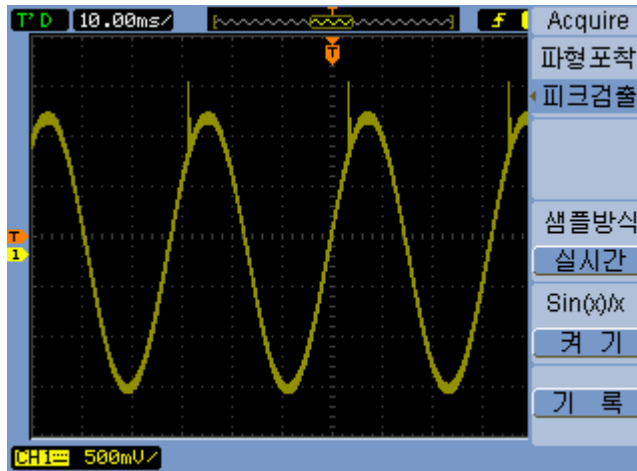 T'D 10.00ms/
T
Acquire
파형포착
피크검출
샘플방식
실시간
Sin(x)/x
켜 기
기 록
T
1
CH1 500mV/